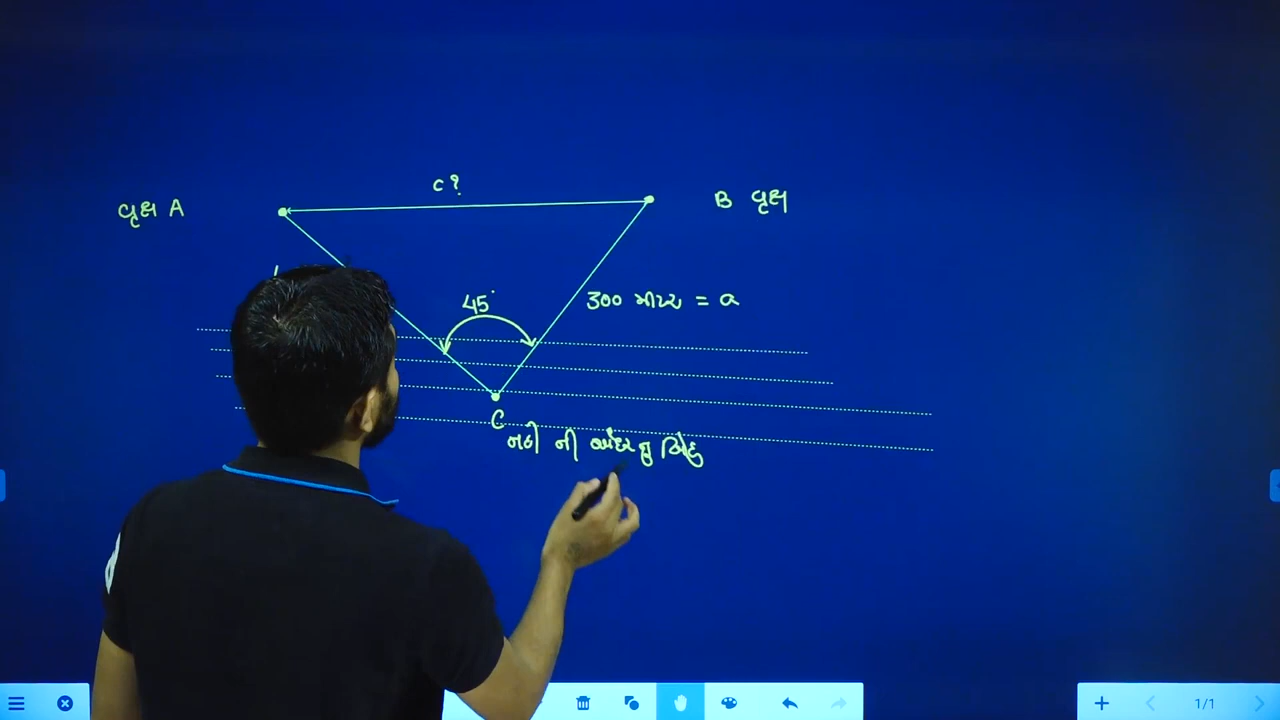 c?
વૃક્ષ A
B વૃક્ષ
45°
300 મીટર = a
C
નદી ની અંદર નુ બિંદુ
1/1